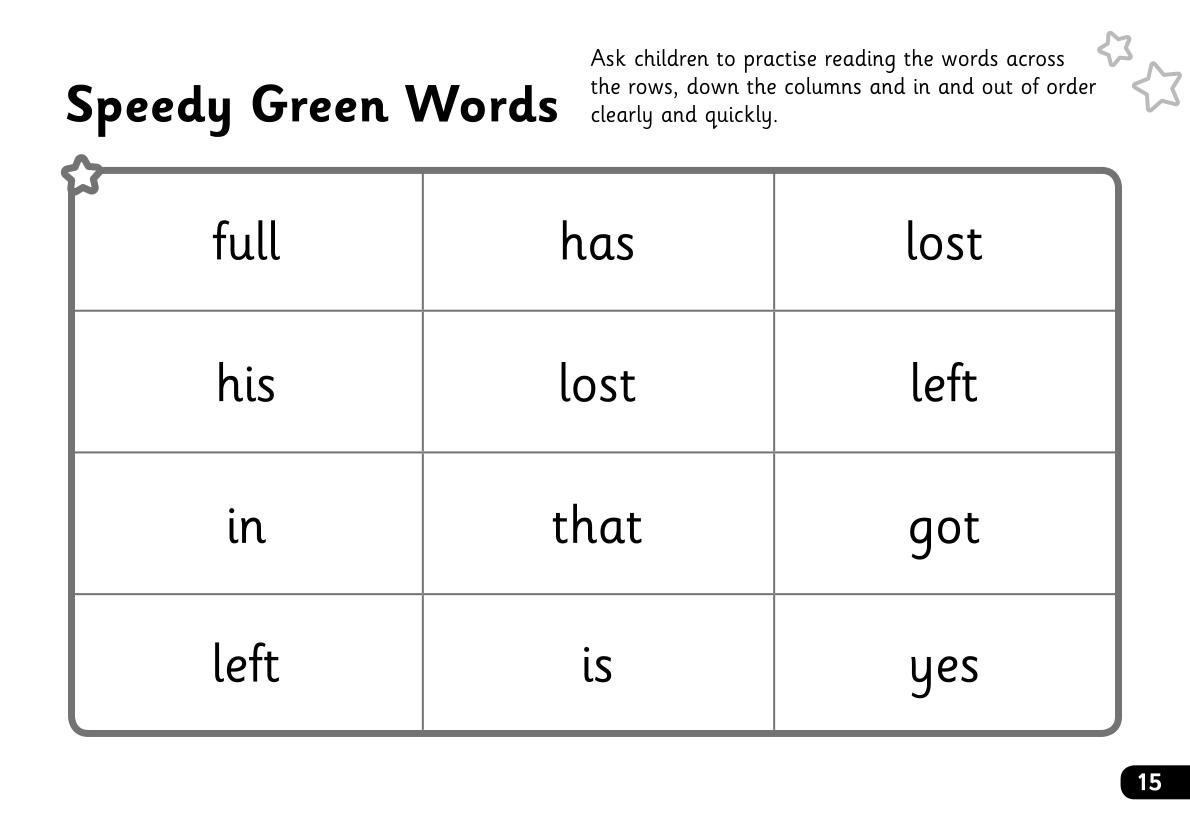 Speedy Green Words
Ask children to practise reading the words across
the rows, down the columns and in and out of order
clearly and quickly.
full has lost
his lost left
in that got
left is yes
15